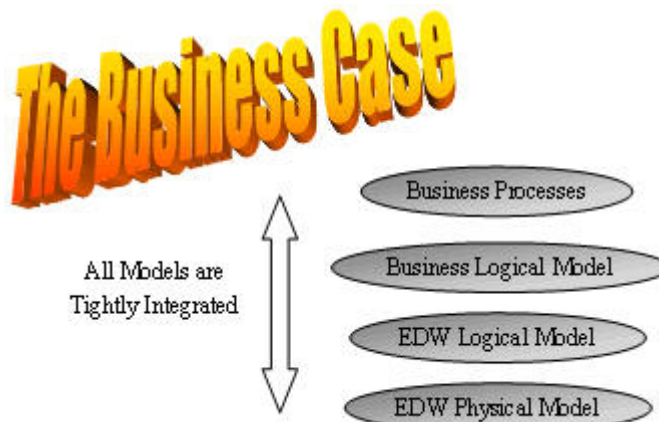 The Business Case
Business Processes
All Models are
Tightly Integrated
Business Logical Model
EDW Logical Model
EDW Physical Model